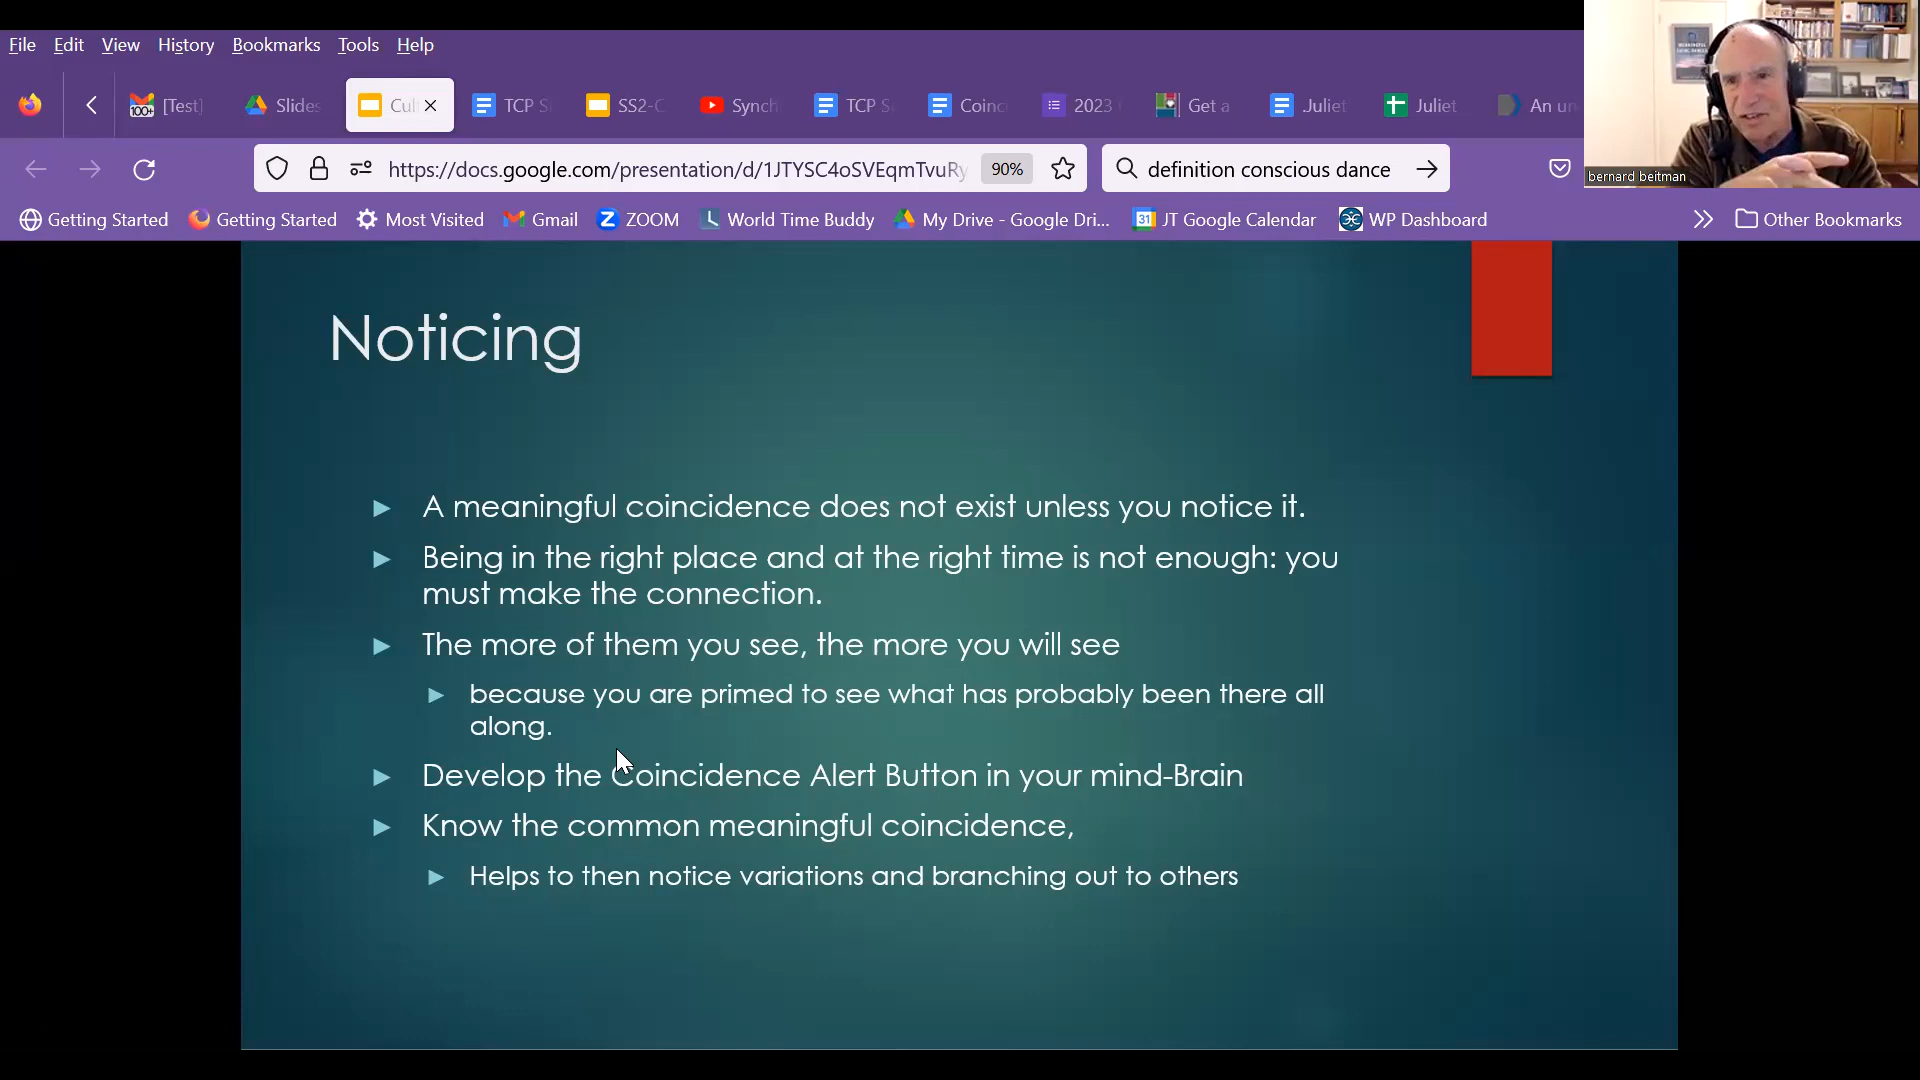 File Edit View History Bookmarks Tools Help
[Test] Slides Cul TCP S SS2-C Synch TCP S Coinc 2023 Get a Juliet Juliet An un
https://docs.google.com/presentation/d/1JTYSC4oSVEqmTvuRy 90% definition conscious dance
bernard beitman
Getting Started Getting Started Most Visited Gmail ZOOM World Time Buddy My Drive - Google Dri... JT Google Calendar WP Dashboard Other Bookmarks
Noticing
A meaningful coincidence does not exist unless you notice it.
Being in the right place and at the right time is not enough: you
must make the connection.
The more of them you see, the more you will see
because you are primed to see what has probably been there all
along.
Develop the Coincidence Alert Button in your mind-Brain
Know the common meaningful coincidence,
Helps to then notice variations and branching out to others